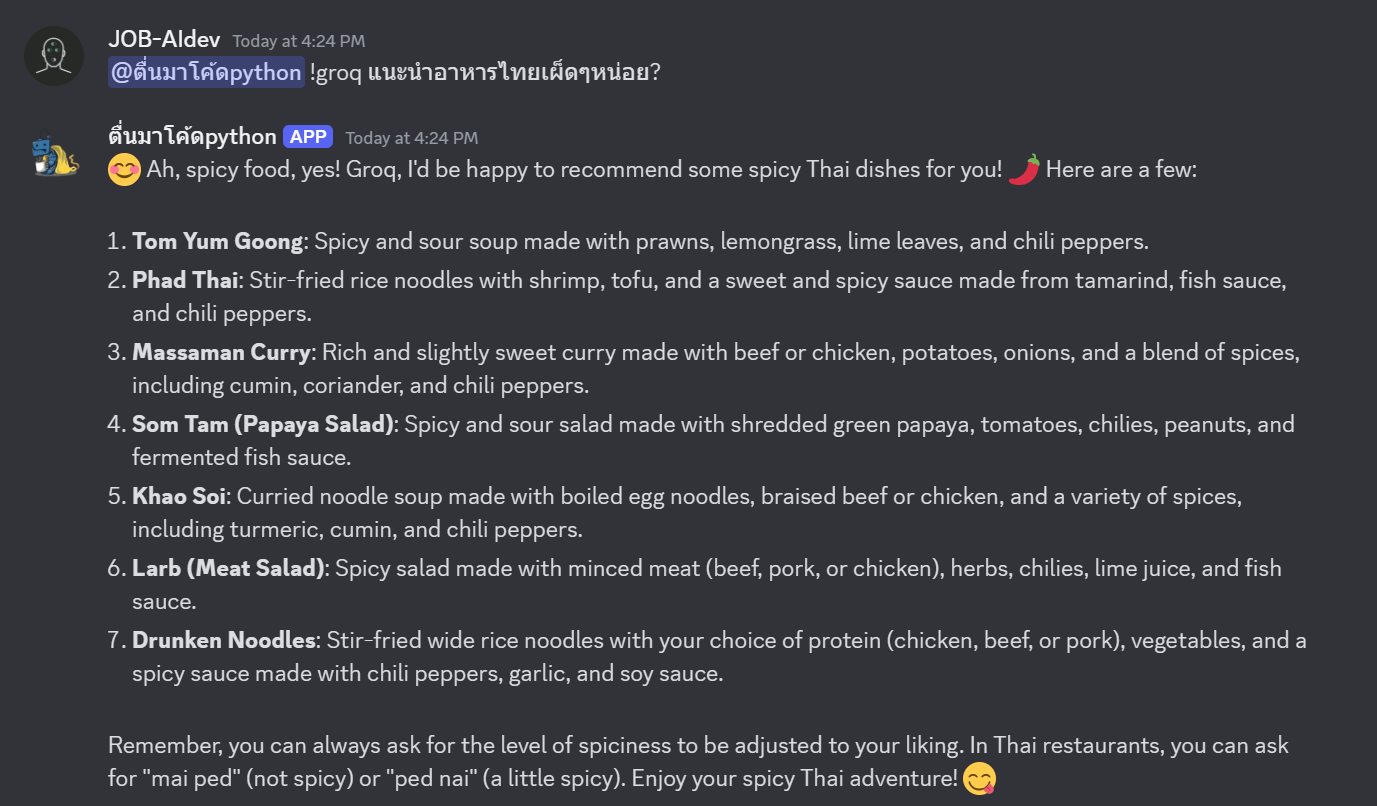 JOB-AIdev Today at 4:24 PM
@ตื่นมาโค้ดpython !groq แนะนำอาหารไทยเผ็ดๆหน่อย?
ตื่นมาโค้ดpython APP Today at 4:24 PM
😊 Ah, spicy food, yes! Groq, I'd be happy to recommend some spicy Thai dishes for you! 🌶️ Here are a few:
1. Tom Yum Goong: Spicy and sour soup made with prawns, lemongrass, lime leaves, and chili peppers.
2. Phad Thai: Stir-fried rice noodles with shrimp, tofu, and a sweet and spicy sauce made from tamarind, fish sauce,
and chili peppers.
3. Massaman Curry: Rich and slightly sweet curry made with beef or chicken, potatoes, onions, and a blend of spices,
including cumin, coriander, and chili peppers.
4. Som Tam (Papaya Salad): Spicy and sour salad made with shredded green papaya, tomatoes, chilies, peanuts, and
fermented fish sauce.
5. Khao Soi: Curried noodle soup made with boiled egg noodles, braised beef or chicken, and a variety of spices,
including turmeric, cumin, and chili peppers.
6. Larb (Meat Salad): Spicy salad made with minced meat (beef, pork, or chicken), herbs, chilies, lime juice, and fish
sauce.
7. Drunken Noodles: Stir-fried wide rice noodles with your choice of protein (chicken, beef, or pork), vegetables, and a
spicy sauce made with chili peppers, garlic, and soy sauce.
Remember, you can always ask for the level of spiciness to be adjusted to your liking. In Thai restaurants, you can ask
for "mai ped" (not spicy) or "ped nai" (a little spicy). Enjoy your spicy Thai adventure! 😋